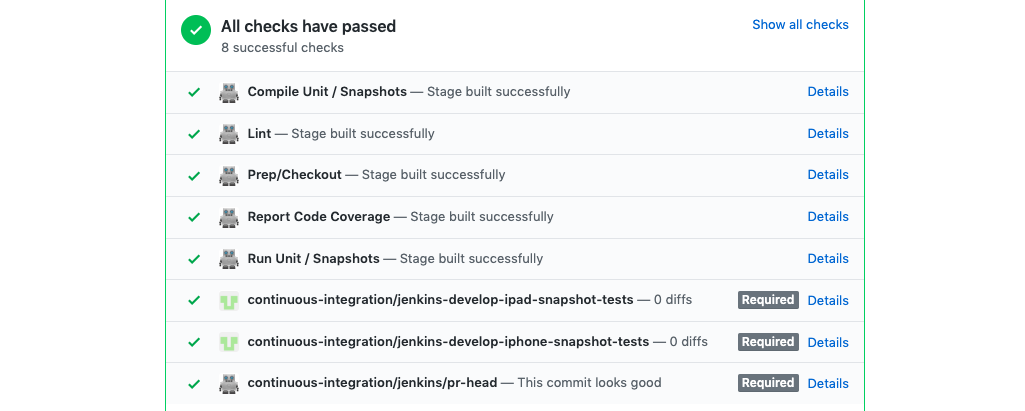 All checks have passed
Show all checks
8 successful checks
Compile Unit / Snapshots — Stage built successfully Details
Lint — Stage built successfully Details
Prep/Checkout — Stage built successfully Details
Report Code Coverage — Stage built successfully Details
Run Unit / Snapshots — Stage built successfully Details
continuous-integration/jenkins-develop-ipad-snapshot-tests — 0 diffs Required Details
continuous-integration/jenkins-develop-iphone-snapshot-tests — 0 diffs Required Details
continuous-integration/jenkins/pr-head — This commit looks good Required Details